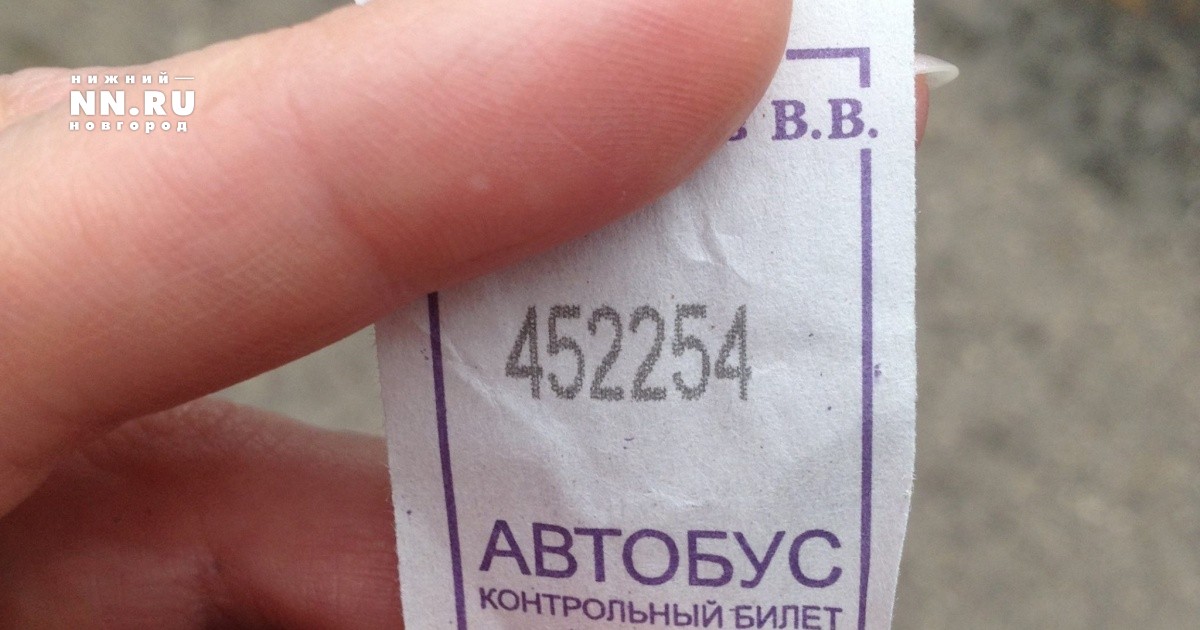 нижний
NN.RU
новгород
В.В.
452254
АВТОБУС
КОНТРОЛЬНЫЙ БИЛЕТ